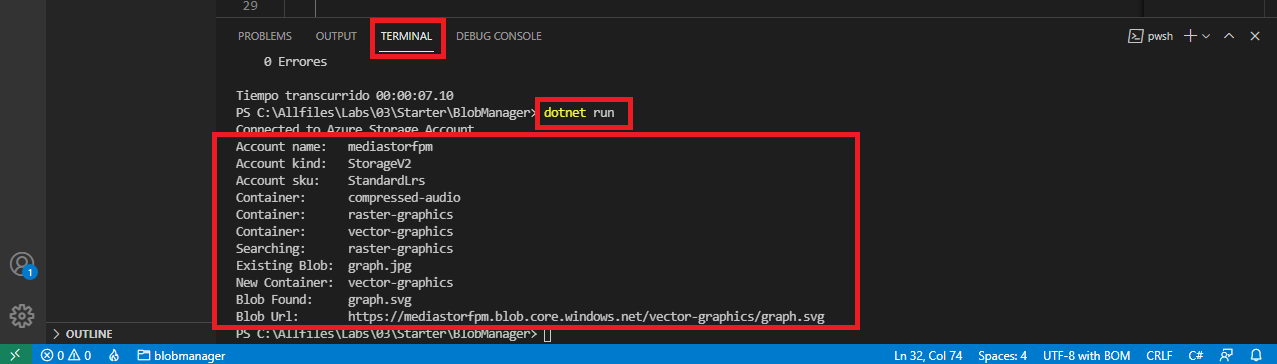 29
PROBLEMS OUTPUT TERMINAL DEBUG CONSOLE pwsh
0 Errores
Tiempo transcurrido 00:00:07.10
PS C:\Allfiles\Labs\03\Starter\BlobManager> dotnet run
Connected to Azure Storage Account
Account name: mediastorfpm
Account kind: StorageV2
Account sku: StandardLrs
Container: compressed-audio
Container: raster-graphics
Container: vector-graphics
Searching: raster-graphics
Existing Blob: graph.jpg
New Container: vector-graphics
Blob Found: graph.svg
Blob Url: https://mediastorfpm.blob.core.windows.net/vector-graphics/graph.svg
PS C:\Allfiles\Labs\03\Starter\BlobManager>
1
OUTLINE
0 0 blobmanager Ln 32, Col 74 Spaces: 4 UTF-8 with BOM CRLF C#